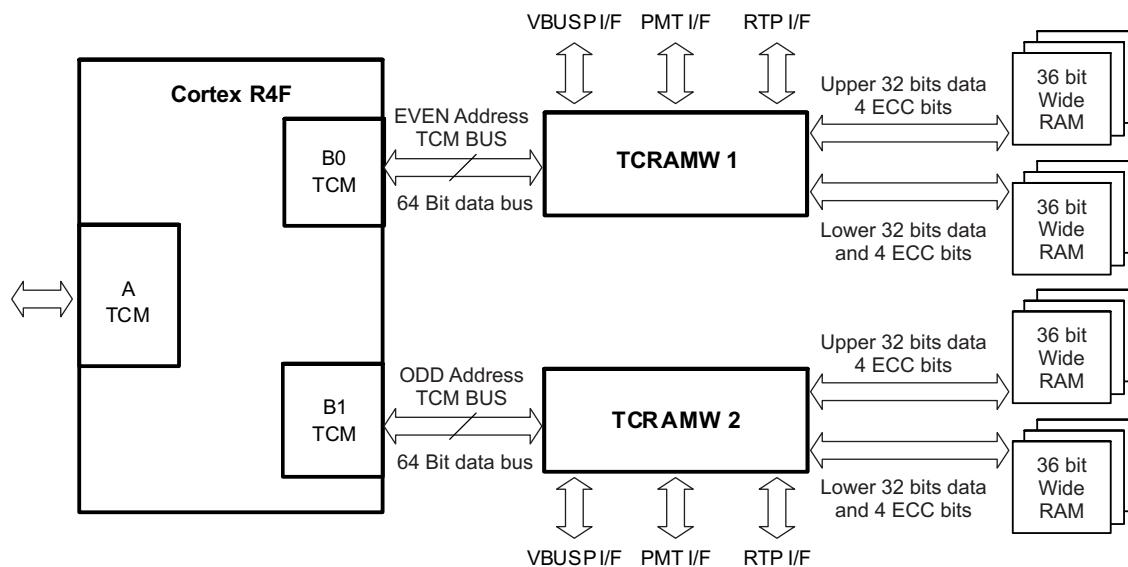 VBUSP I/F
PMT I/F
RTP I/F
Cortex R4F
EVEN Address
TCM BUS
64 Bit data bus
B0
TCM
TCRAMW 1
Upper 32 bits data
4 ECC bits
36 bit
Wide
RAM
Lower 32 bits data
and 4 ECC bits
36 bit
Wide
RAM
A
TCM
ODD Address
TCM BUS
64 Bit data bus
B1
TCM
TCRAMW 2
Upper 32 bits data
4 ECC bits
36 bit
Wide
RAM
Lower 32 bits data
and 4 ECC bits
36 bit
Wide
RAM
VBUSP I/F
PMT I/F
RTP I/F